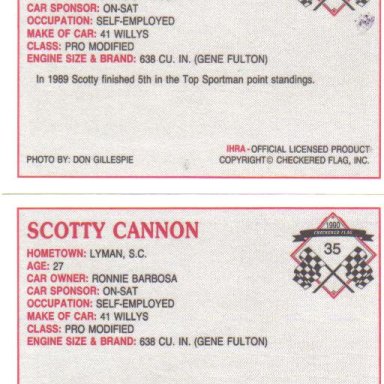 CAR SPONSOR: ON-SAT
OCCUPATION: SELF-EMPLOYED
MAKE OF CAR: 41 WILLYS
CLASS: PRO MODIFIED
ENGINE SIZE & BRAND: 638 CU. IN. (GENE FULTON)
In 1989 Scotty finished 5th in the Top Sportman point standings.
IHRA - OFFICIAL LICENSED PRODUCT
PHOTO BY: DON GILLESPIE COPYRIGHT © CHECKERED FLAG, INC.
SCOTTY CANNON
1990
CHECKERED FLAG
35
HOMETOWN: LYMAN, S.C.
AGE: 27
CAR OWNER: RONNIE BARBOSA
CAR SPONSOR: ON-SAT
OCCUPATION: SELF-EMPLOYED
MAKE OF CAR: 41 WILLYS
CLASS: PRO MODIFIED
ENGINE SIZE & BRAND: 638 CU. IN. (GENE FULTON)